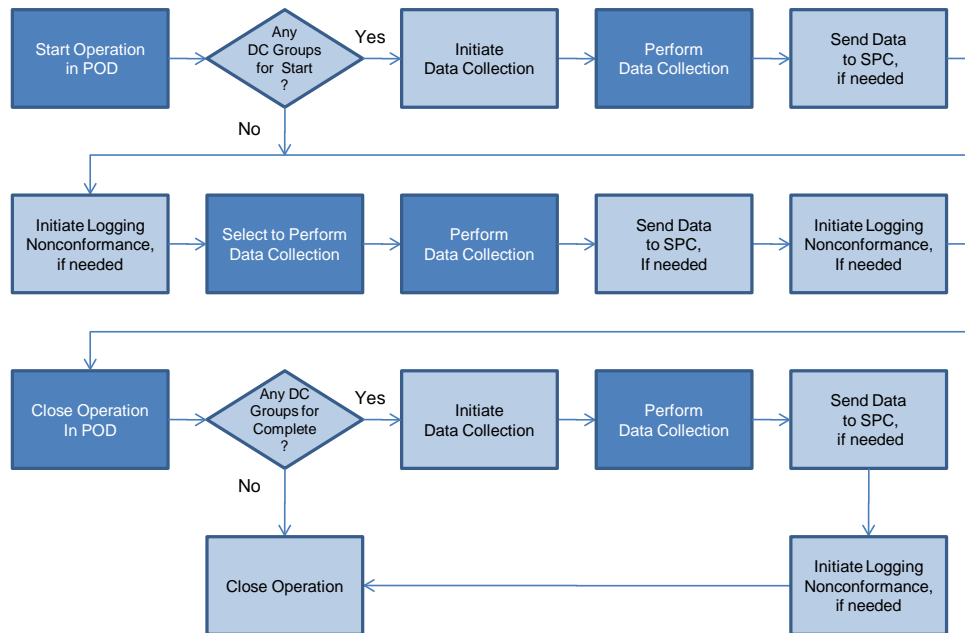 Start Operation
in POD
Any
DC Groups
for Start
?
Yes
Initiate
Data Collection
Perform
Data Collection
Send Data
to SPC,
if needed
No
Initiate Logging
Nonconformance,
if needed
Select to Perform
Data Collection
Perform
Data Collection
Send Data
to SPC,
If needed
Initiate Logging
Nonconformance,
If needed
Close Operation
In POD
Any DC
Groups for
Complete
?
Yes
Initiate
Data Collection
Perform
Data Collection
Send Data
to SPC,
if needed
No
Close Operation
Initiate Logging
Nonconformance,
if needed